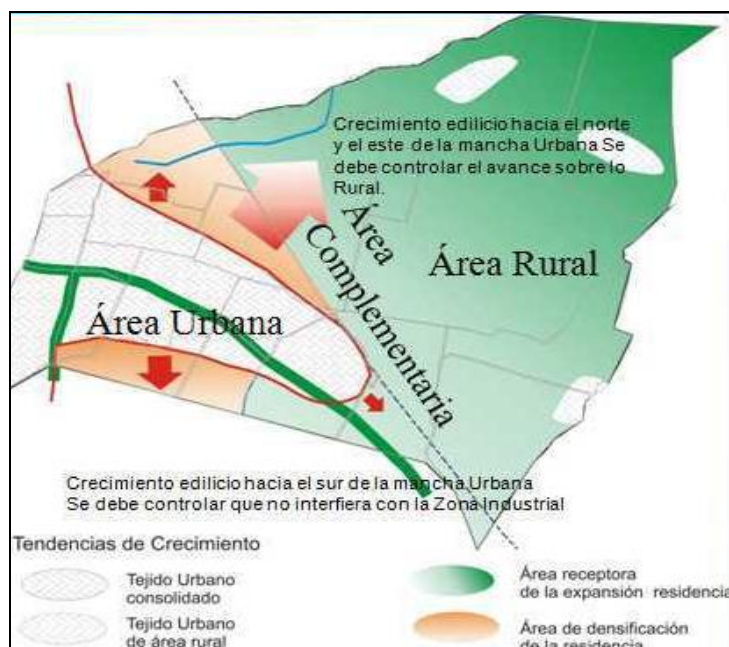 Crecimiento edilicio hacia el norte
y el este de la mancha Urbana Se
debe controlar el avance sobre lo
Rural.
Área
Complementaria
Área Rural
Área Urbana
Crecimiento edilicio hacia el sur de la mancha Urbana
Se debe controlar que no interfiera con la Zona Industrial
Tendencias de Crecimiento
Tejido Urbano
consolidado
Tejido Urbano
de área rural
Área receptora
de la expansión residencia
Área de densificación
de la residencia